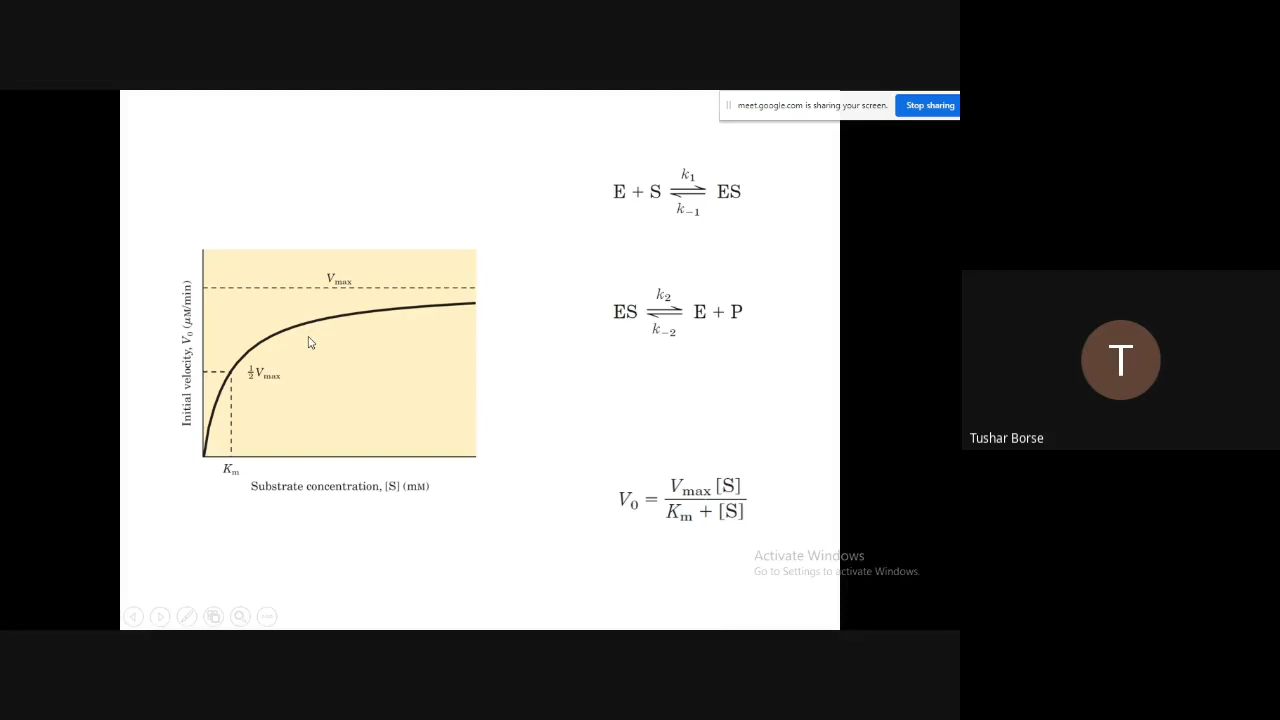 meet.google.com is sharing your screen.
Stop sharing
E + S ⇌ ES
k₁
k₋₁
ES ⇌ E + P
k₂
k₋₂
Initial velocity, V₀ (μM/min)
Vmax
½Vmax
Km
Substrate concentration, [S] (mM)
V₀ = Vmax [S] / Km + [S]
Activate Windows
Go to Settings to activate Windows.
T
Tushar Borse